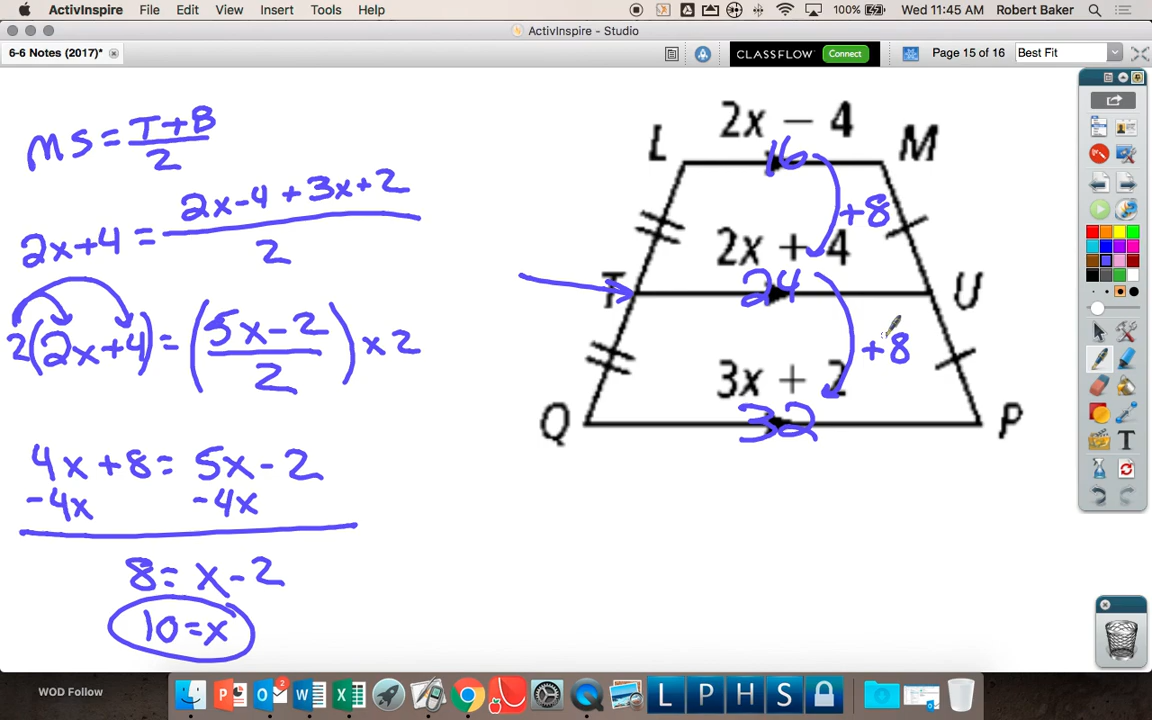 ActivInspire File Edit View Insert Tools Help 100% Wed 11:45 AM Robert Baker
ActivInspire - Studio
6-6 Notes (2017)* CLASSFLOW Connect Page 15 of 16 Best Fit
MS = T+B
2
2x+4 = 2x-4 + 3x+2
2
2(2x+4) = (5x-2) x 2
2
4x+8 = 5x-2
-4x -4x
8 = x-2
10=x
2x − 4
L M
16
+8
2x + 4
24
T U
+8
3x + 2
32
Q P
T
WOD Follow
2
P O W X L P H S